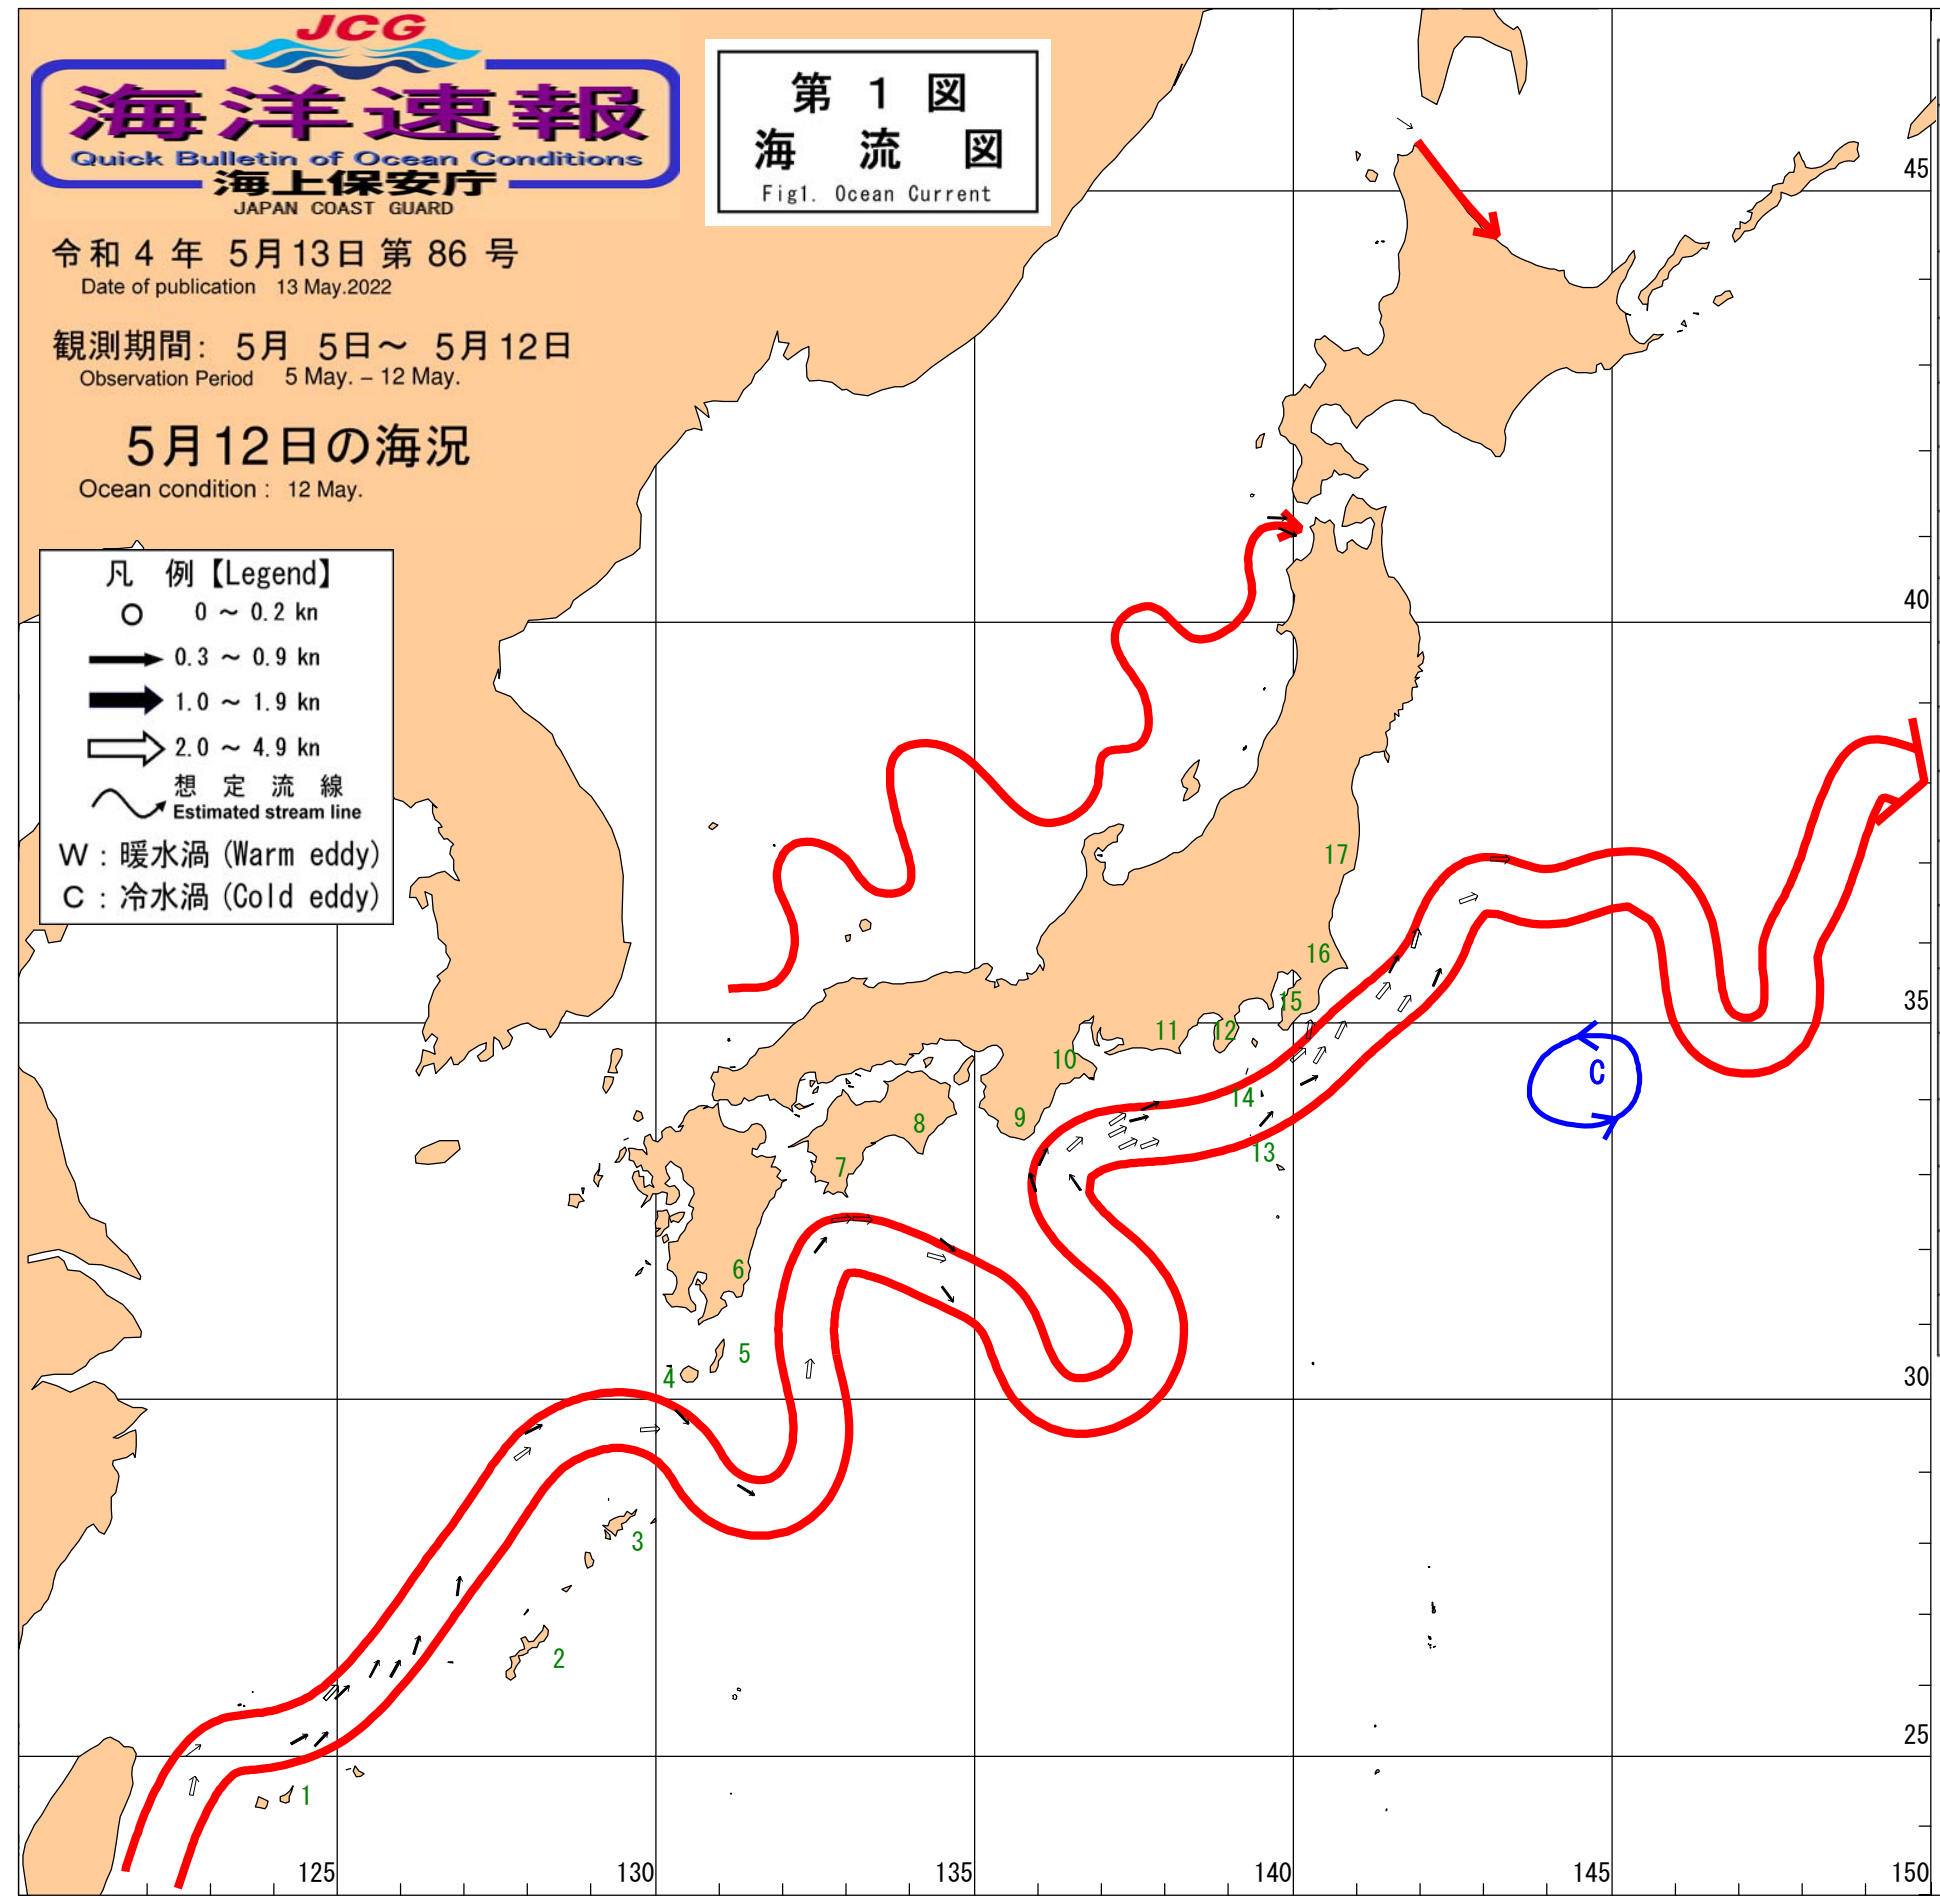 JCG
海洋速報
Quick Bulletin of Ocean Conditions
海上保安庁
JAPAN COAST GUARD
第 1 図
海 流 図
Fig1. Ocean Current
令和 4 年 5月13日 第 86 号
Date of publication 13 May.2022
観測期間: 5月 5日～ 5月12日
Observation Period 5 May. – 12 May.
5月12日の海況
Ocean condition : 12 May.
凡 例【Legend】
0 ～ 0.2 kn
0.3 ～ 0.9 kn
1.0 ～ 1.9 kn
2.0 ～ 4.9 kn
想 定 流 線
Estimated stream line
W : 暖水渦 (Warm eddy)
C : 冷水渦 (Cold eddy)
45
40
17
16
35
15
12
11
10
C
14
9
8
13
7
6
5
4
30
3
2
25
1
125
130
135
140
145
150